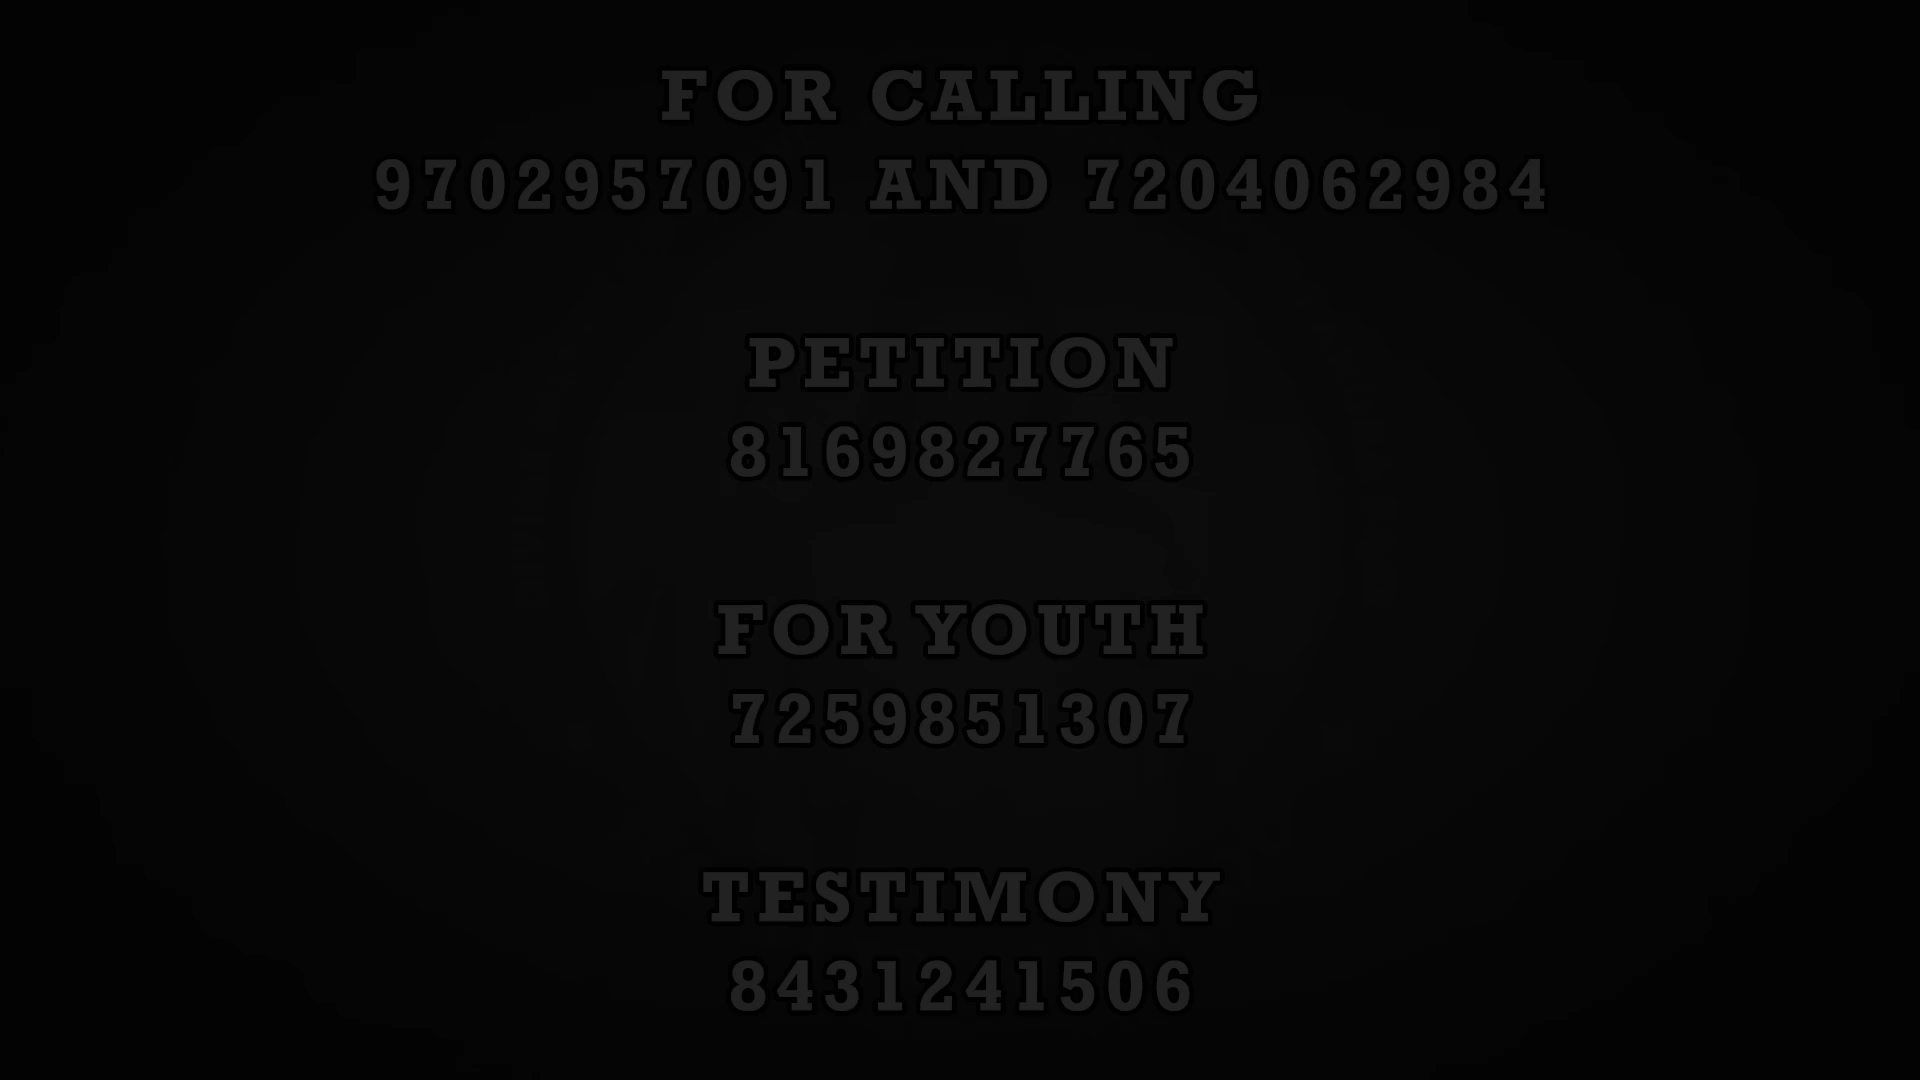 FOR CALLING
9702957091 AND 7204062984
PETITION
8169827765
FOR YOUTH
7259851307
TESTIMONY
8431241506